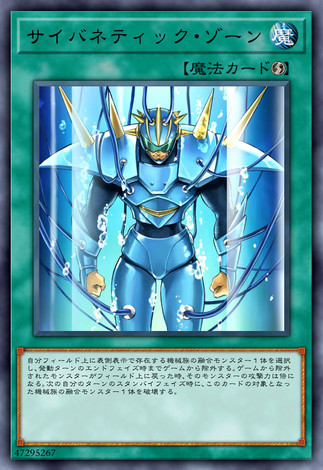 サイバネティック・ゾーン
魔
【魔法カード】
自分フィールド上に表側表示で存在する機械族の融合モンスター１体を選択
し、発動ターンのエンドフェイズ時までゲームから除外する。ゲームから除外
されたモンスターがフィールド上に戻った時、そのモンスターの攻撃力は倍に
なる。次の自分のターンのスタンバイフェイズ時に、このカードの対象となっ
た機械族の融合モンスター１体を破壊する。
47295267